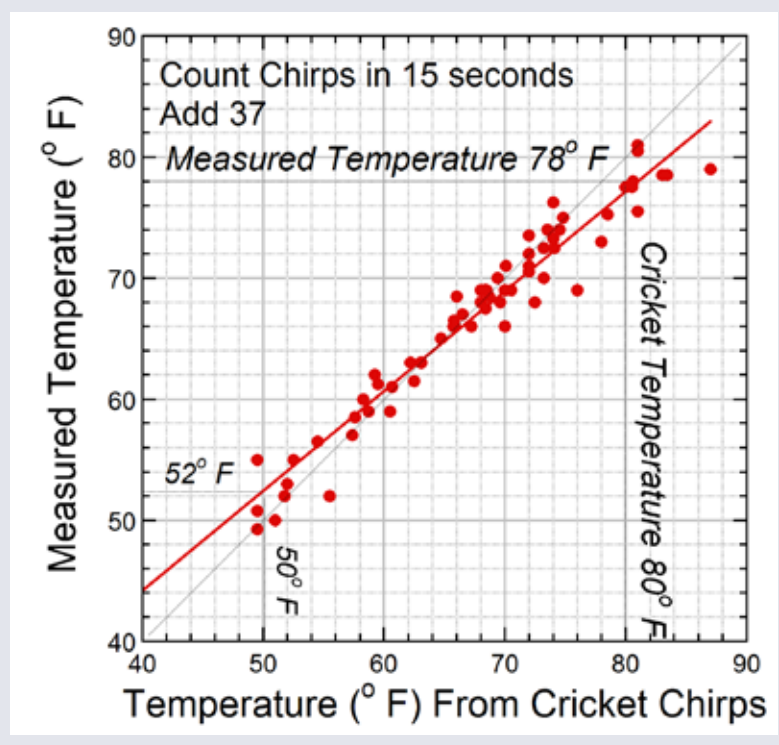 Count Chirps in 15 seconds
Add 37
Measured Temperature 78° F
52° F
50° F
Cricket Temperature 80° F
Measured Temperature (° F)
90
80
70
60
50
40
40 50 60 70 80 90
Temperature (° F) From Cricket Chirps